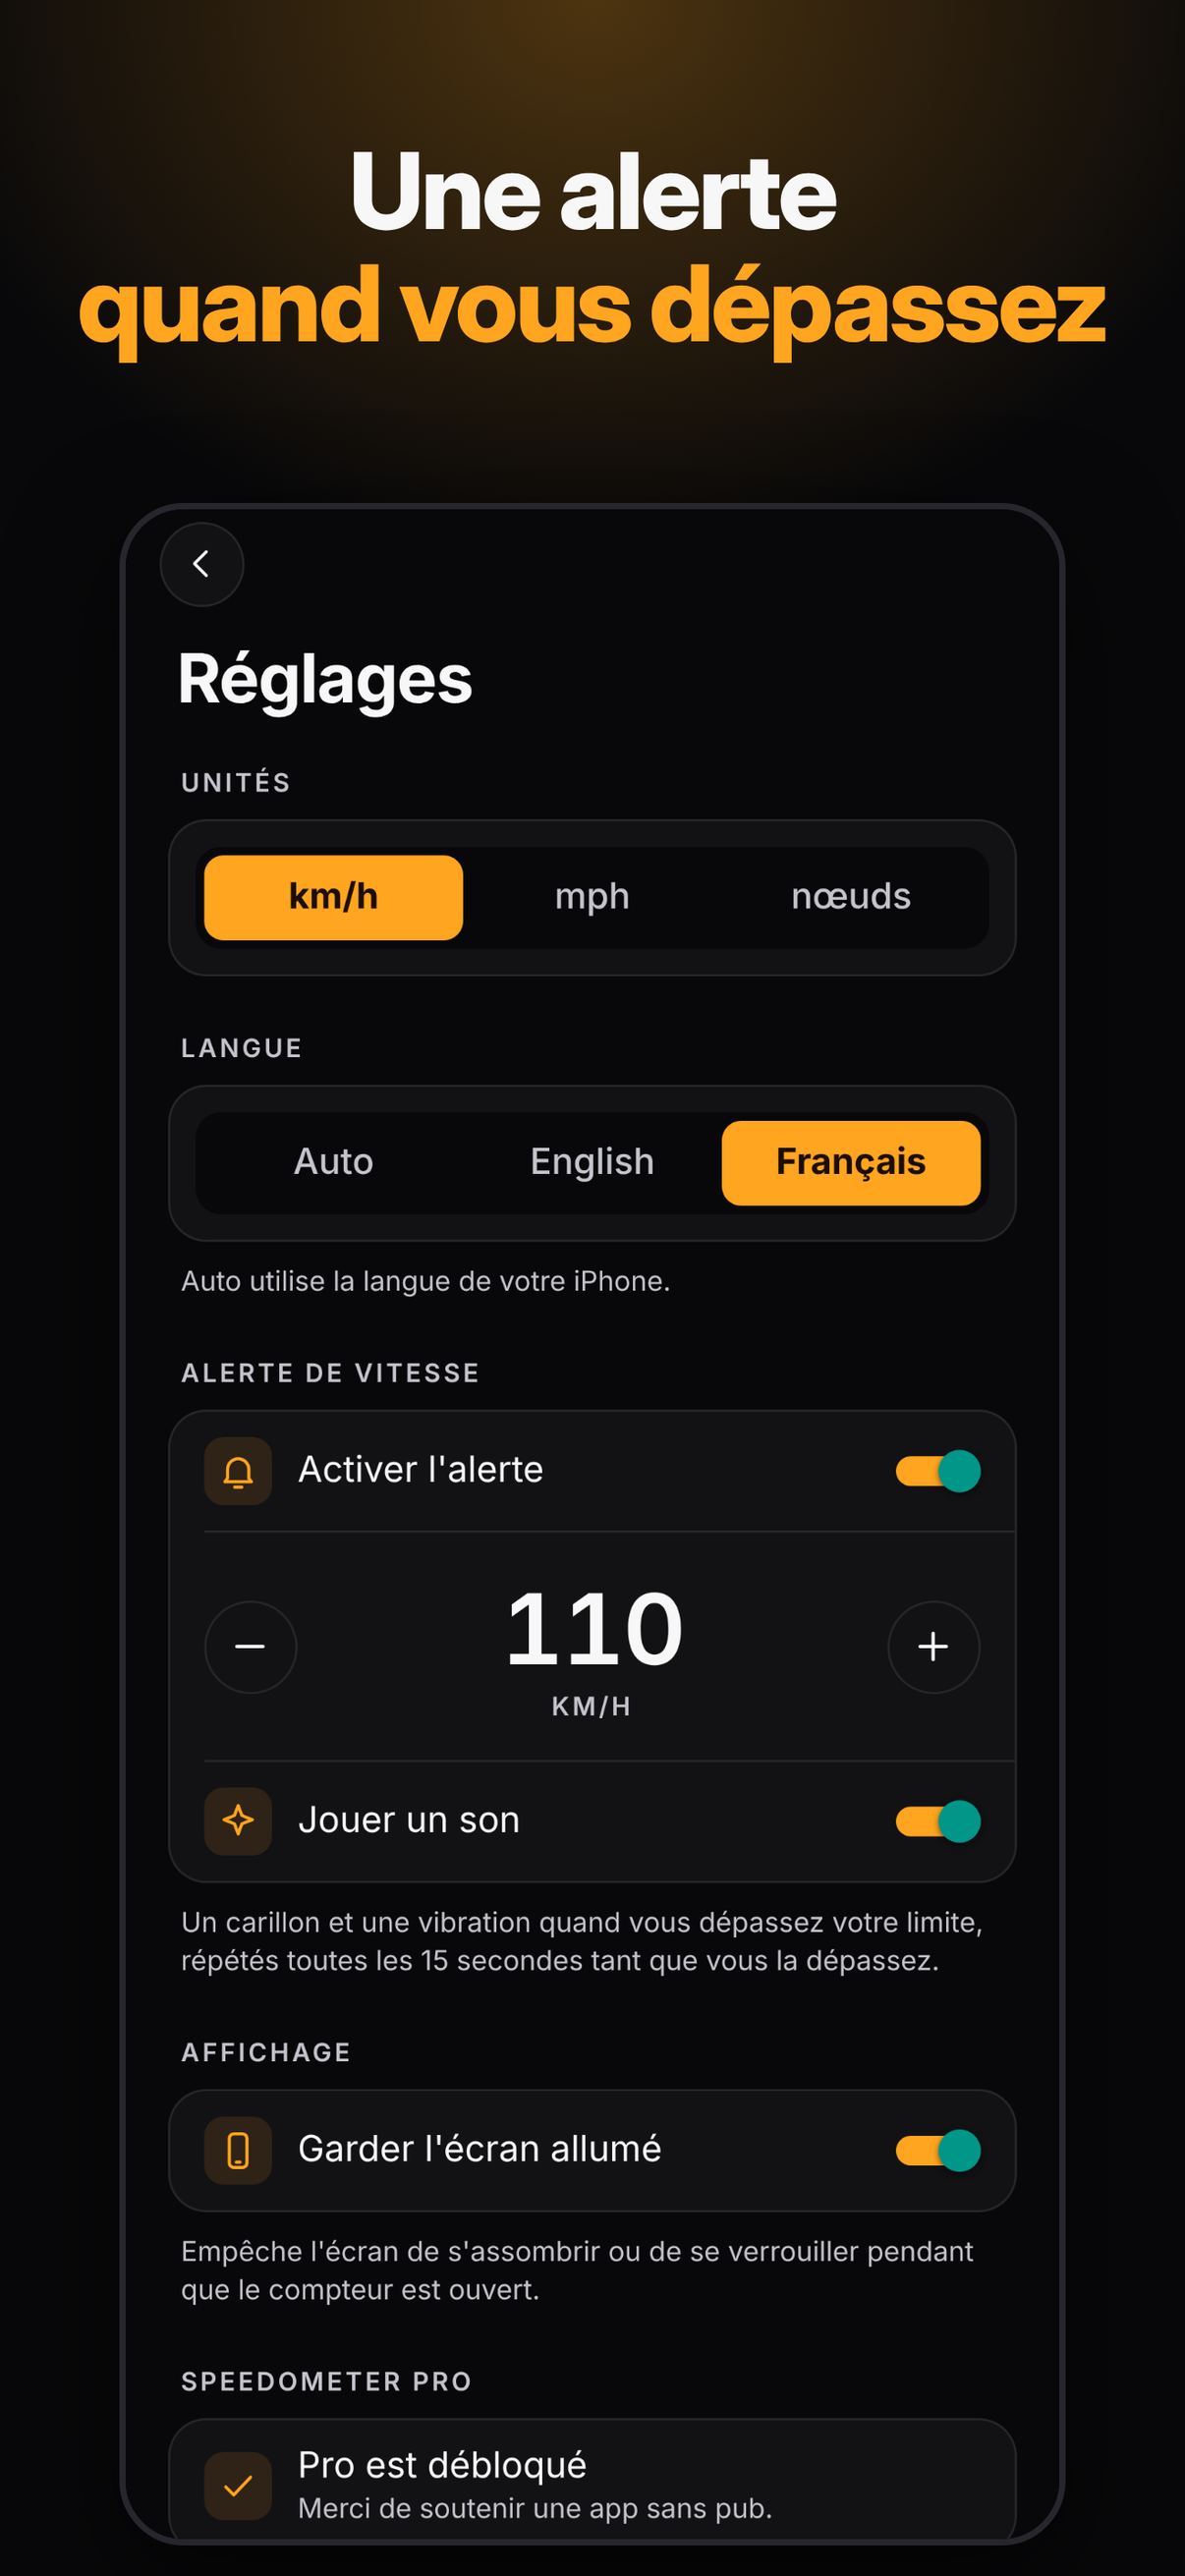 Une alerte
quand vous dépassez
Réglages
UNITÉS
km/h mph nœuds
LANGUE
Auto English Français
Auto utilise la langue de votre iPhone.
ALERTE DE VITESSE
Activer l'alerte
110
KM/H
Jouer un son
Un carillon et une vibration quand vous dépassez votre limite,
répétés toutes les 15 secondes tant que vous la dépassez.
AFFICHAGE
Garder l'écran allumé
Empêche l'écran de s'assombrir ou de se verrouiller pendant
que le compteur est ouvert.
SPEEDOMETER PRO
Pro est débloqué
Merci de soutenir une app sans pub.